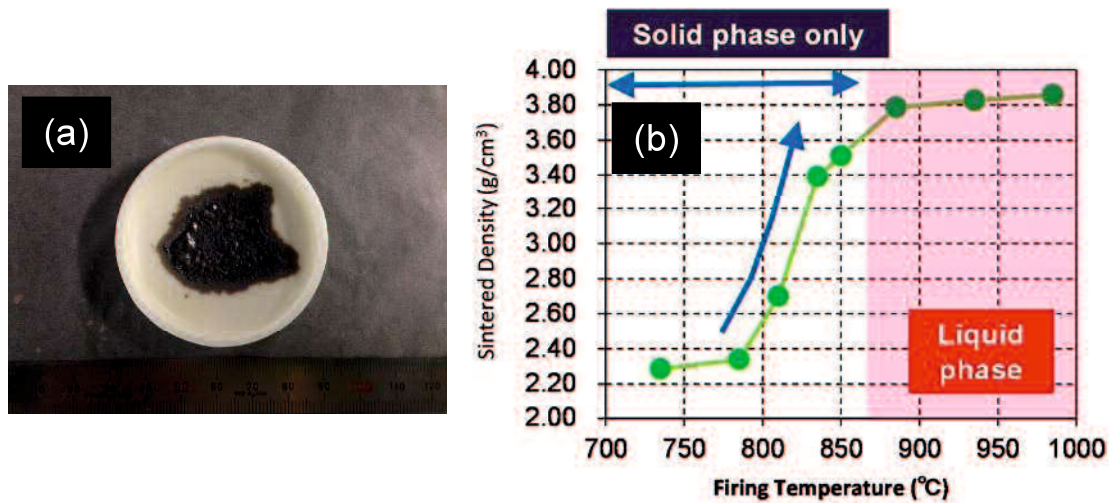 (a)
Solid phase only
(b)
4.00
3.80
3.60
3.40
3.20
3.00
2.80
2.60
2.40
2.20
2.00
Sintered Density (g/cm³)
Liquid
phase
700 750 800 850 900 950 1000
Firing Temperature (℃)